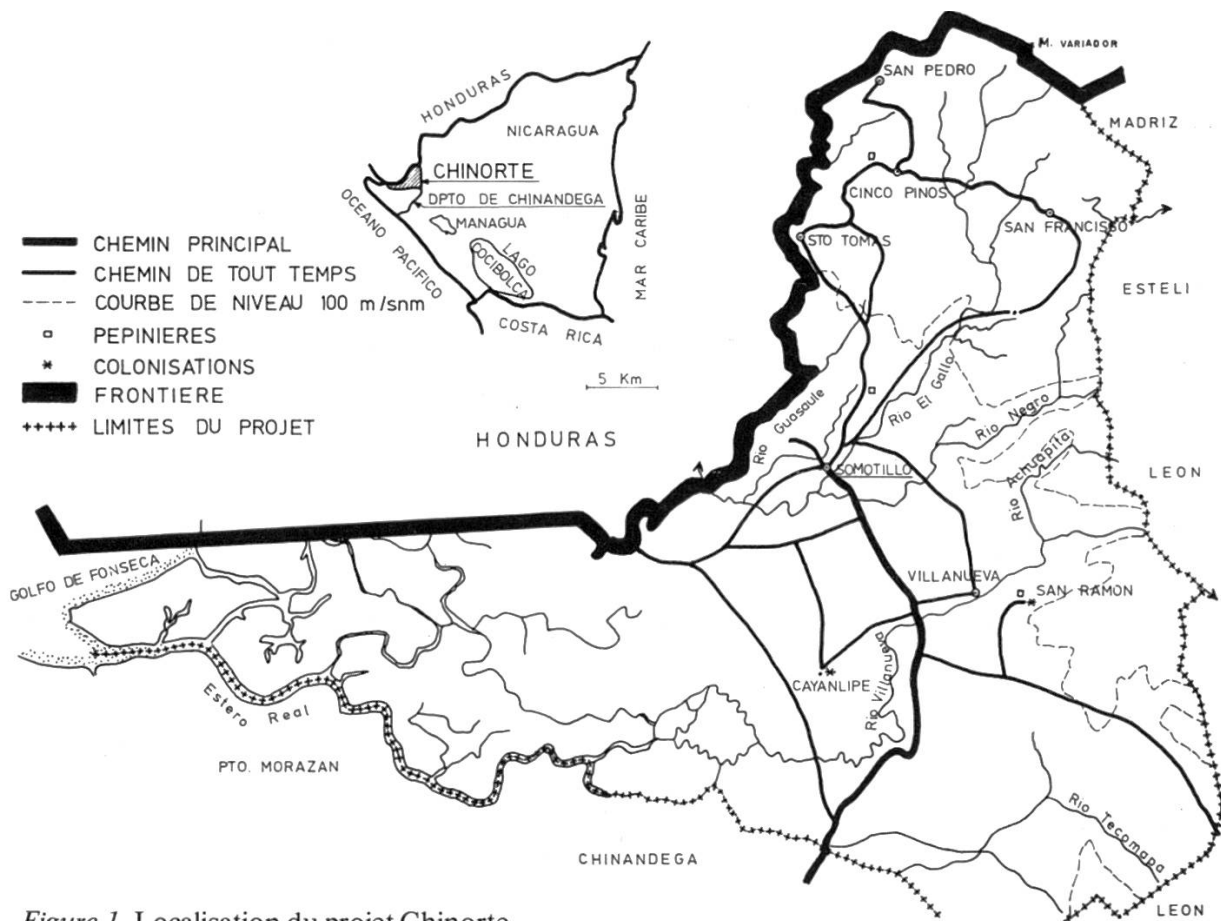 HONDURAS
NICARAGUA
CHINORTE
DPTO DE CHINANDEGA
MANAGUA
LAGO
COCIBOLCA
OCEANO PACIFICO
MAR CARIBE
COSTA RICA
CHEMIN PRINCIPAL
CHEMIN DE TOUT TEMPS
COURBE DE NIVEAU 100 m/snm
PEPINIERES
COLONISATIONS
FRONTIERE
LIMITES DU PROJET
5 Km
HONDURAS
M. VARIADOR
SAN PEDRO
MADRIZ
CINCO PINOS
SAN FRANCISSO
STO TOMAS
ESTELI
Rio Guasaule
Rio El Gallo
Rio Negro
Rio Achuapita
SOMOTILLO
LEON
GOLFO DE FONSECA
VILLANUEVA
SAN RAMON
CAYANLIPE
Rio Villanueva
Estero Real
PTO. MORAZAN
CHINANDEGA
Rio Tecomapa
LEON
Figure 1. Localisation du projet Chinorte